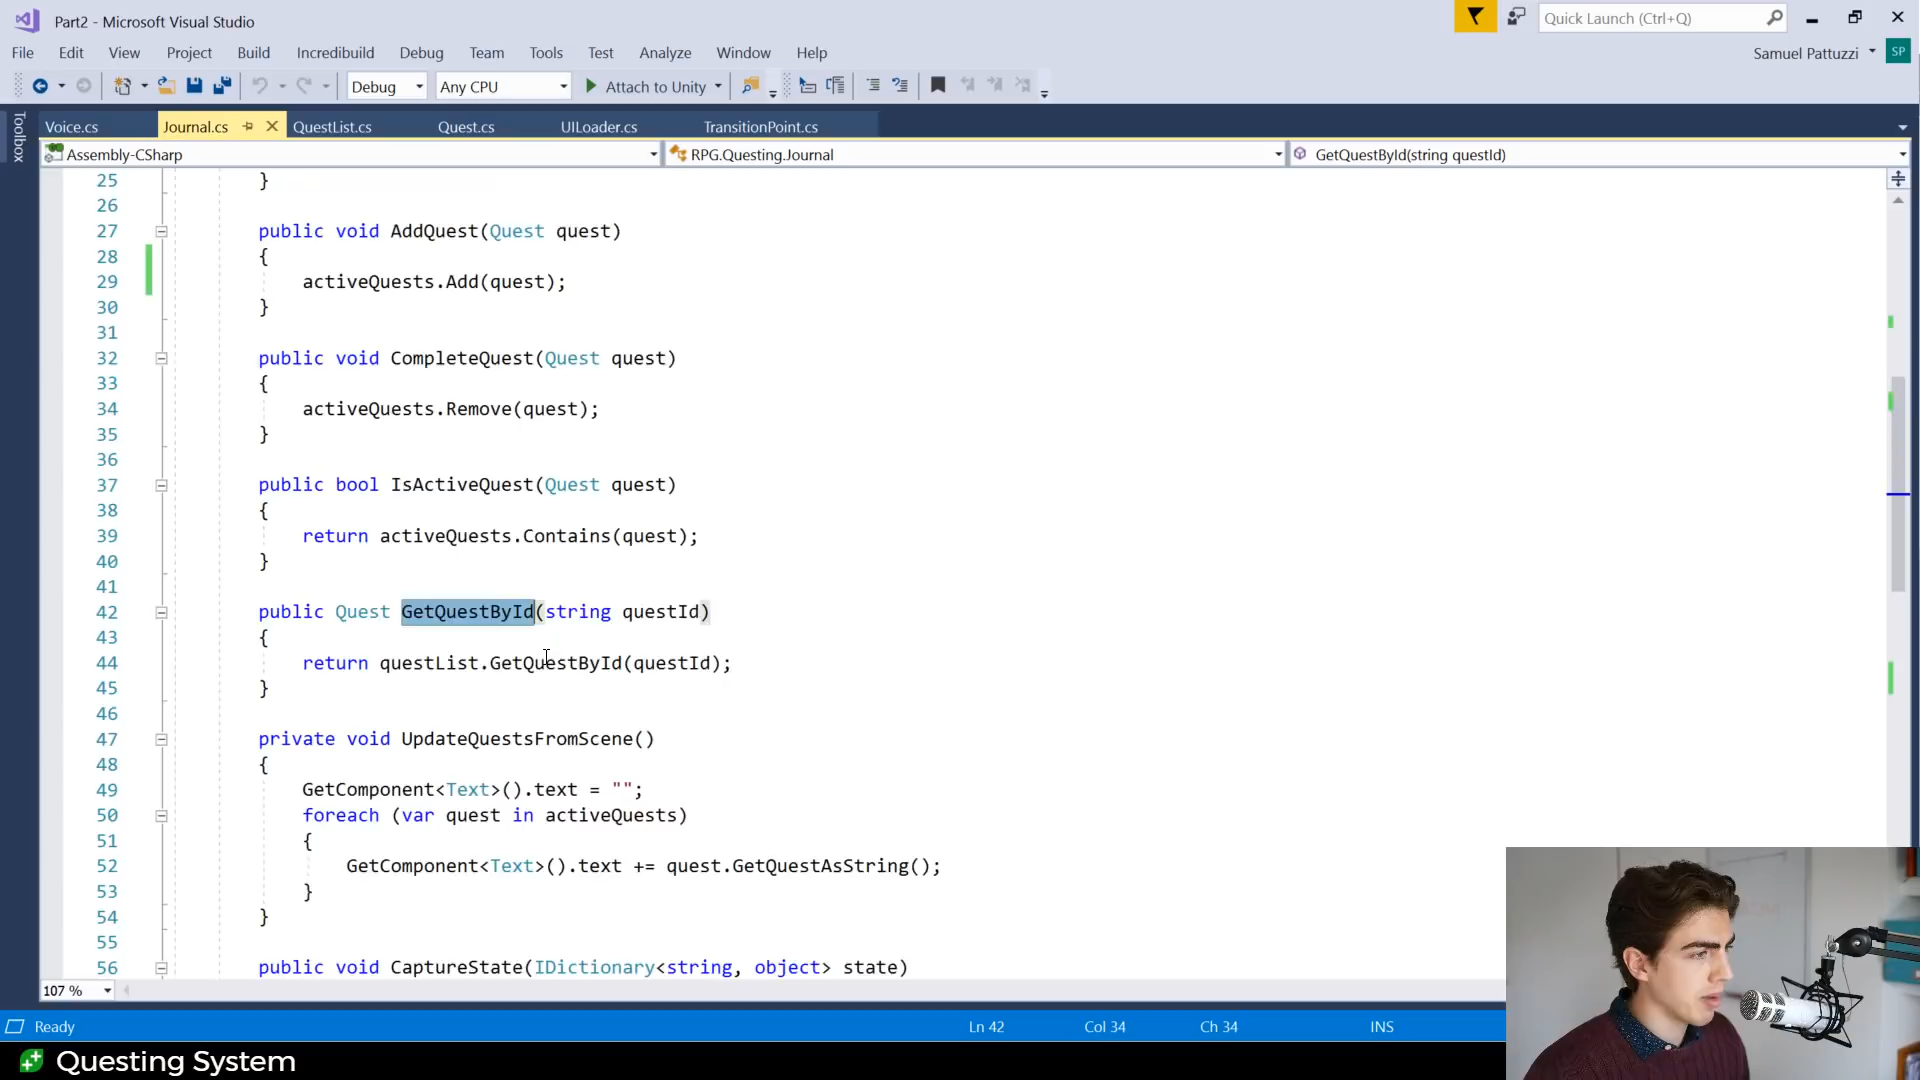 Part2 - Microsoft Visual Studio
Quick Launch (Ctrl+Q)
File Edit View Project Build Incredibuild Debug Team Tools Test Analyze Window Help
Samuel Pattuzzi SP
Debug Any CPU Attach to Unity
Toolbox
Voice.cs Journal.cs QuestList.cs Quest.cs UILoader.cs TransitionPoint.cs
Assembly-CSharp RPG.Questing.Journal GetQuestById(string questId)
25 }
26
27 public void AddQuest(Quest quest)
28 {
29 activeQuests.Add(quest);
30 }
31
32 public void CompleteQuest(Quest quest)
33 {
34 activeQuests.Remove(quest);
35 }
36
37 public bool IsActiveQuest(Quest quest)
38 {
39 return activeQuests.Contains(quest);
40 }
41
42 public Quest GetQuestById(string questId)
43 {
44 return questList.GetQuestById(questId);
45 }
46
47 private void UpdateQuestsFromScene()
48 {
49 GetComponent<Text>().text = "";
50 foreach (var quest in activeQuests)
51 {
52 GetComponent<Text>().text += quest.GetQuestAsString();
53 }
54 }
55
56 public void CaptureState(IDictionary<string, object> state)
107 %
Ready Ln 42 Col 34 Ch 34 INS
Questing System